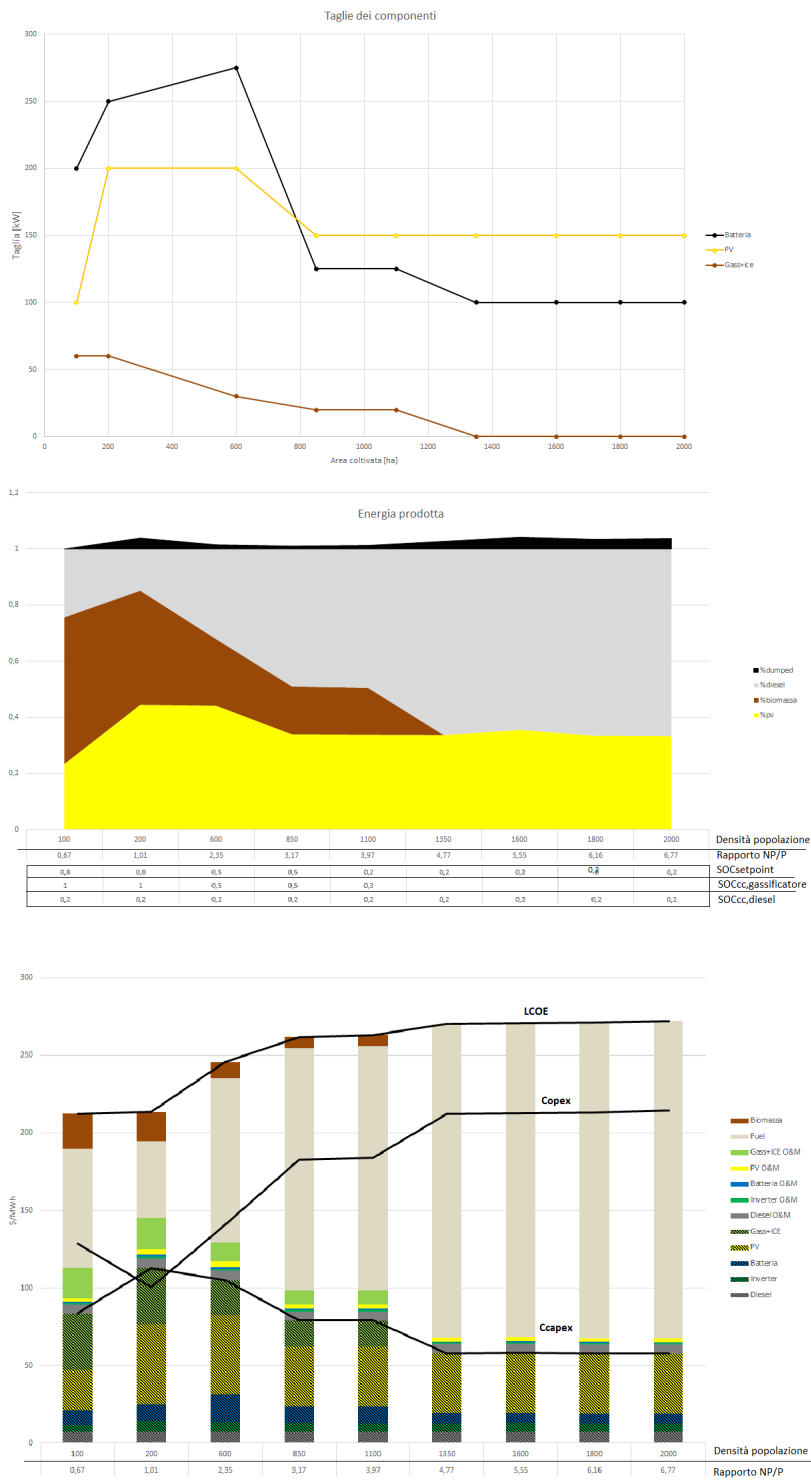 Taglie dei componenti
300
250
200
150
100
50
0
Taglia [kW]
0 200 400 600 800 1000 1200 1400 1600 1800 2000
Area coltivata [ha]
Batteria
PV
Gass+ice
1,2
1
0,8
0,6
0,4
0,2
0
Energia prodotta
%dumped
%diesel
%biomassa
%pv
100 200 600 850 1100 1350 1600 1800 2000 Densità popolazione
0,67 1,01 2,35 3,17 3,97 4,77 5,55 6,16 6,77 Rapporto NP/P
0,8 0,8 0,5 0,5 0,2 0,2 0,2 0,2 0,2 SOCsetpoint
1 1 0,5 0,5 0,3 SOCcc,gassificatore
0,2 0,2 0,2 0,2 0,2 0,2 0,2 0,2 0,2 SOCcc,diesel
300
250
200
150
100
50
0
$/MWh
LCOE
Copex
Ccapex
Biomassa
Fuel
Gass+ICE O&M
PV O&M
Batteria O&M
Inverter O&M
Diesel O&M
Gass+ICE
PV
Batteria
Inverter
Diesel
100 200 600 850 1100 1350 1600 1800 2000 Densità popolazione
0,67 1,01 2,35 3,17 3,97 4,77 5,55 6,16 6,77 Rapporto NP/P